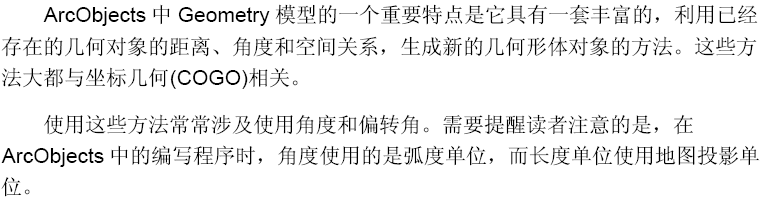 ArcObjects 中 Geometry 模型的一个重要特点是它具有一套丰富的，利用已经
存在的几何对象的距离、角度和空间关系，生成新的几何形体对象的方法。这些方
法大都与坐标几何(COGO)相关。
使用这些方法常常涉及使用角度和偏转角。需要提醒读者注意的是，在
ArcObjects 中的编写程序时，角度使用的是弧度单位，而长度单位使用地图投影单
位。